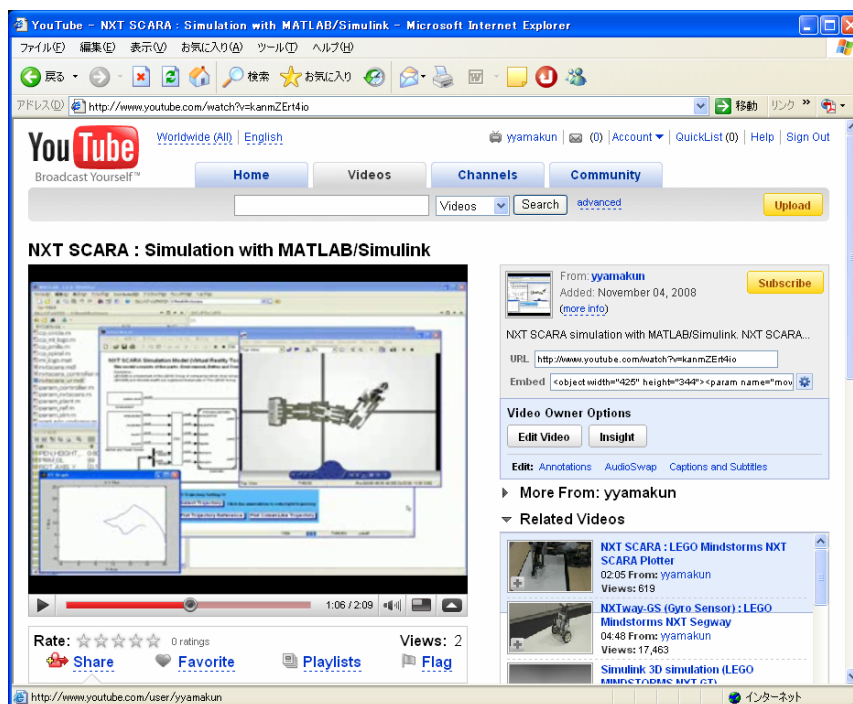 YouTube - NXT SCARA : Simulation with MATLAB/Simulink - Microsoft Internet Explorer
ファイル(F) 編集(E) 表示(V) お気に入り(A) ツール(T) ヘルプ(H)
戻る 検索 お気に入り
アドレス(D) http://www.youtube.com/watch?v=kanmZErt4io 移動 リンク »
YouTube Worldwide (All) | English yyamakun | (0) | Account ▼ | QuickList (0) | Help | Sign Out
Broadcast Yourself™
Home Videos Channels Community
Videos Search advanced Upload
NXT SCARA : Simulation with MATLAB/Simulink
From: yyamakun
Added: November 04, 2008
(more info)
Subscribe
NXT SCARA simulation with MATLAB/Simulink. NXT SCARA...
URL http://www.youtube.com/watch?v=kanmZErt4io
Embed <object width="425" height="344"><param name="mov
Video Owner Options
Edit Video Insight
Edit: Annotations AudioSwap Captions and Subtitles
More From: yyamakun
Related Videos
NXT SCARA : LEGO Mindstorms NXT
SCARA Plotter
02:05 From: yyamakun
Views: 619
NXTway-GS (Gyro Sensor) : LEGO
Mindstorms NXT Segway
04:48 From: yyamakun
Views: 17,463
Simulink 3D simulation (LEGO
MINDSTORMS NXT GT)
1:06 / 2:09
Rate: 0 ratings Views: 2
Share Favorite Playlists Flag
http://www.youtube.com/user/yyamakun インターネット